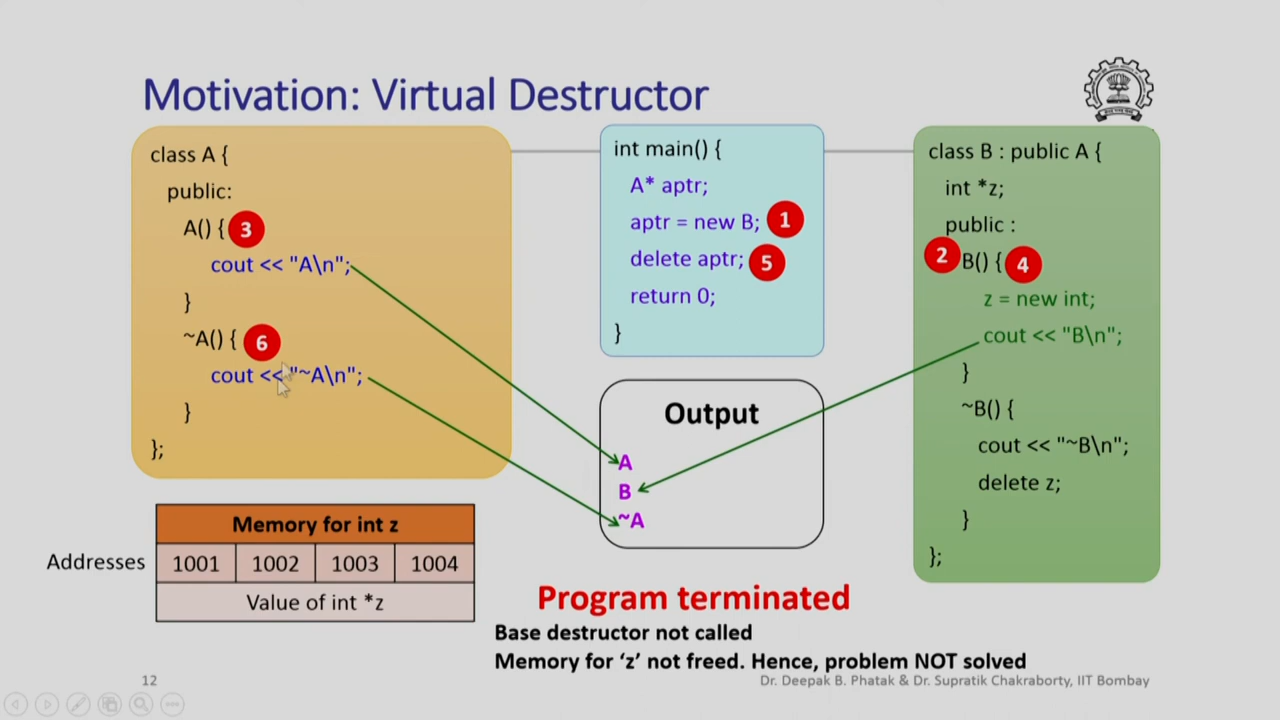 Motivation: Virtual Destructor
class A {
public:
A() {
3
cout << "A\n";
}
~A() {
6
cout << "~A\n";
}
};
int main() {
A* aptr;
aptr = new B;
1
delete aptr;
5
return 0;
}
class B : public A {
int *z;
public :
2
B() {
4
z = new int;
cout << "B\n";
}
~B() {
cout << "~B\n";
delete z;
}
};
Output
A
B
~A
Memory for int z
Addresses
1001 1002 1003 1004
Value of int *z
Program terminated
Base destructor not called
Memory for ‘z’ not freed. Hence, problem NOT solved
12
Dr. Deepak B. Phatak & Dr. Supratik Chakraborty, IIT Bombay